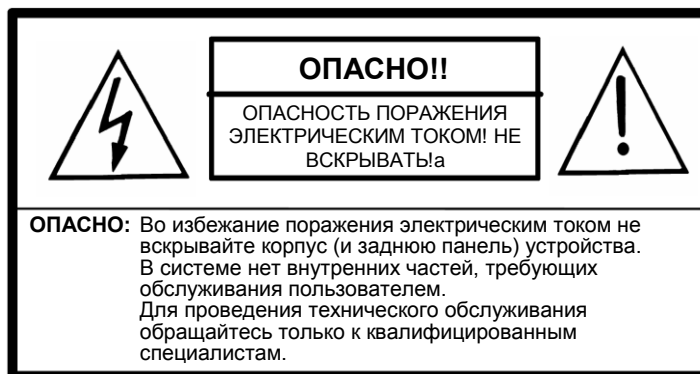 ОПАСНО!!
ОПАСНОСТЬ ПОРАЖЕНИЯ
ЭЛЕКТРИЧЕСКИМ ТОКОМ! НЕ
ВСКРЫВАТЬ!а
ОПАСНО: Во избежание поражения электрическим током не
вскрывайте корпус (и заднюю панель) устройства.
В системе нет внутренних частей, требующих
обслуживания пользователем.
Для проведения технического обслуживания
обращайтесь только к квалифицированным
специалистам.